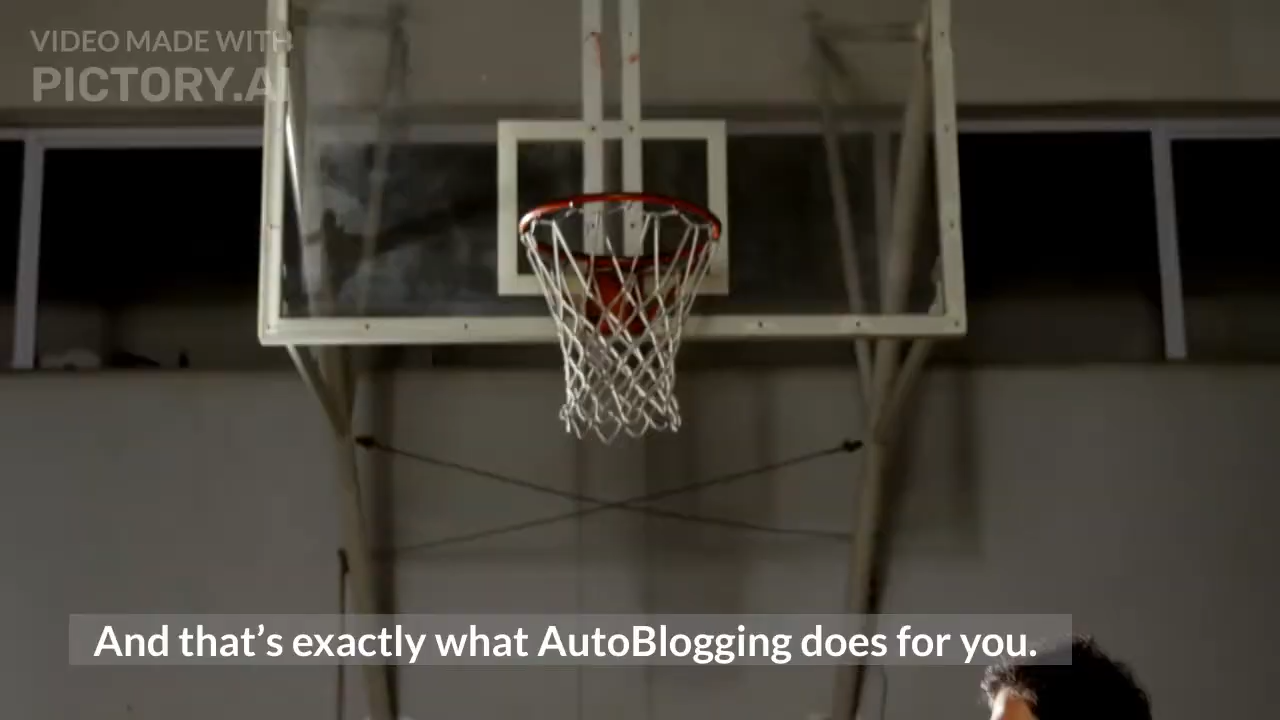 VIDEO MADE WITH
PICTORY.AI
And that's exactly what AutoBlogging does for you.